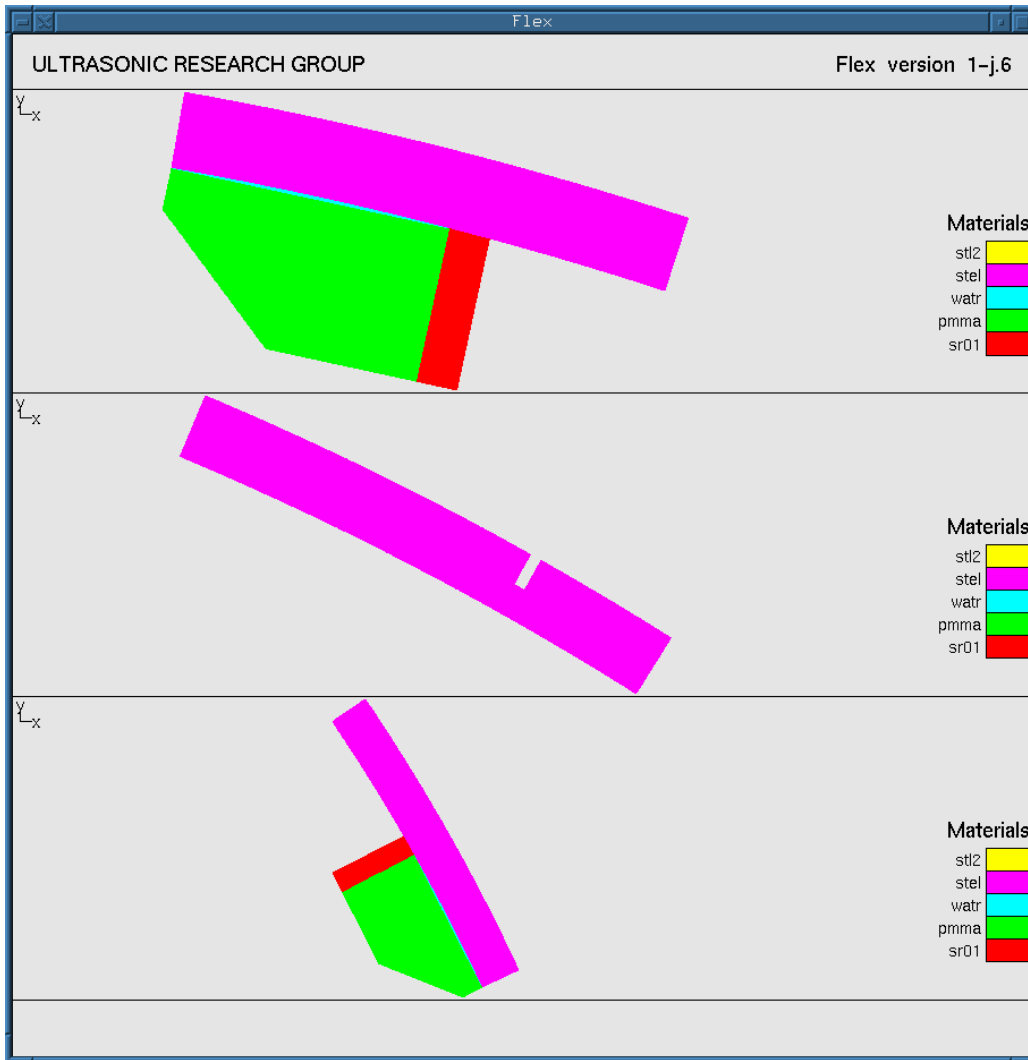 Flex
ULTRASONIC RESEARCH GROUP
Flex version 1-j.6
Y
X
Materials
stl2
stel
watr
pmma
sr01
Y
X
Materials
stl2
stel
watr
pmma
sr01
Y
X
Materials
stl2
stel
watr
pmma
sr01